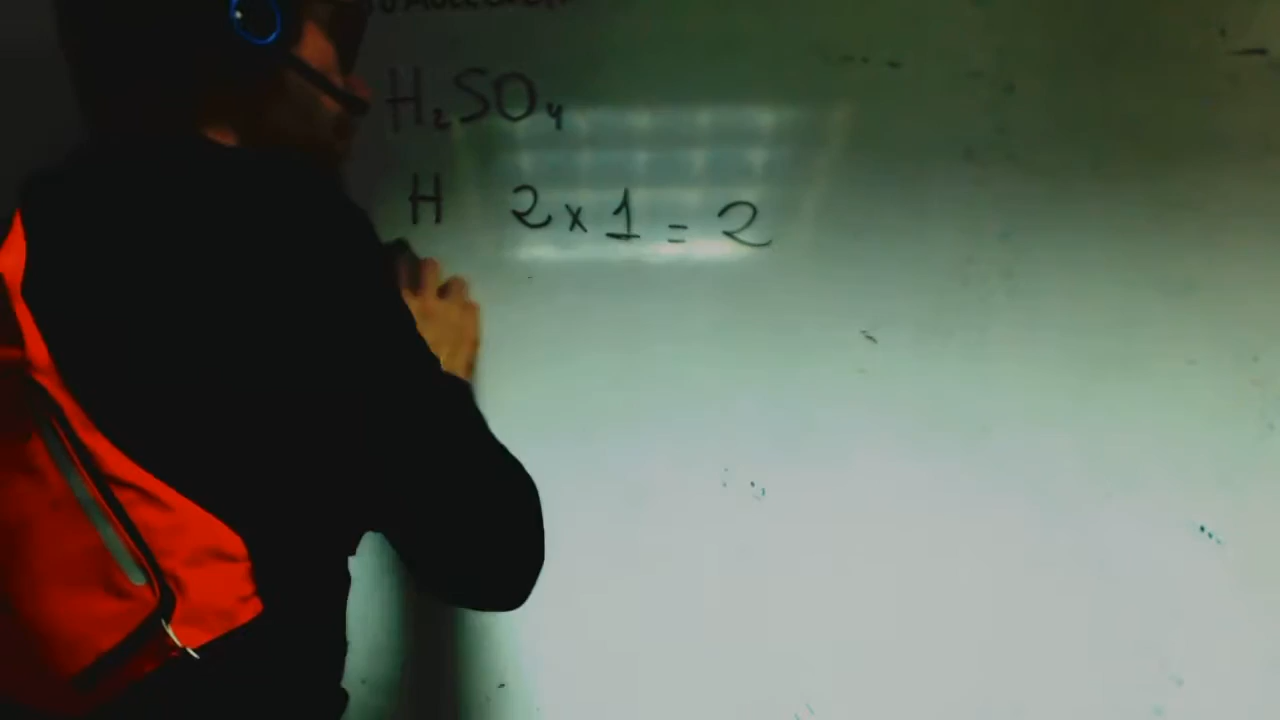 H₂SO₄
H 2 x 1 = 2